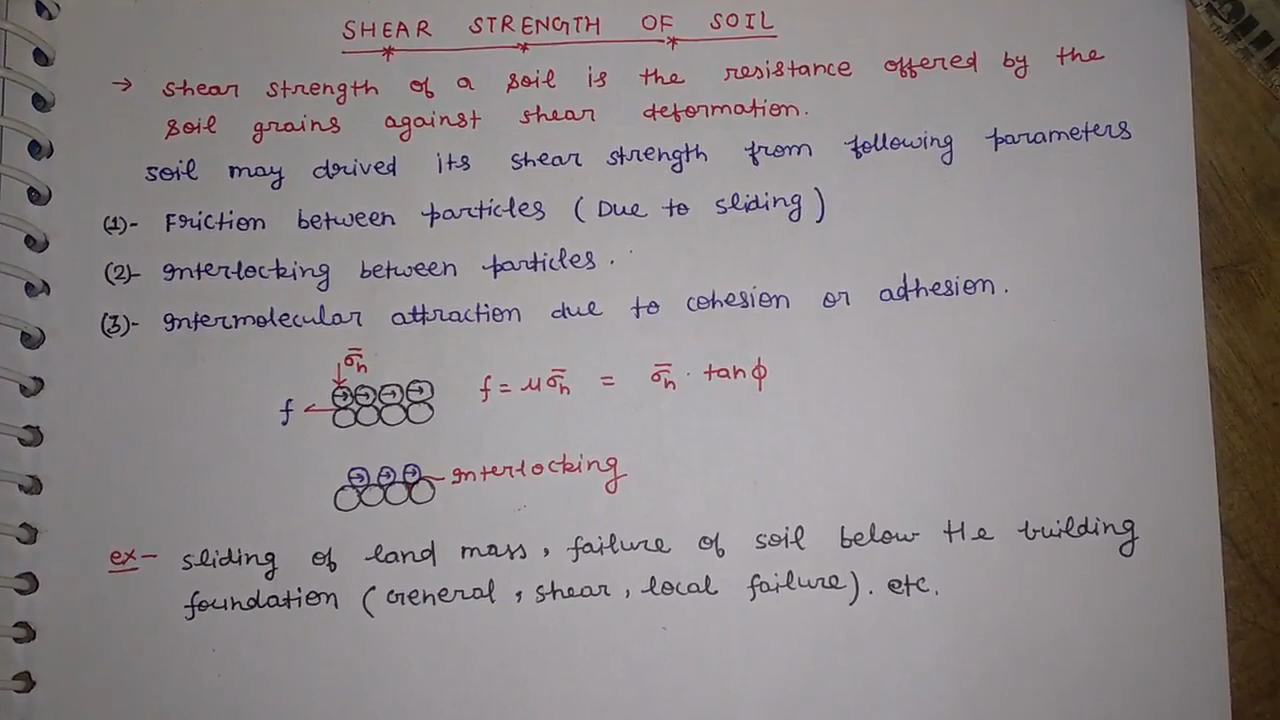 SHEAR STRENGTH OF SOIL
→ shear strength of a soil is the resistance offered by the
soil grains against shear deformation.
soil may drived its shear strength from following parameters
(1)- Friction between particles ( Due to sliding )
(2)- Interlocking between particles .
(3)- Intermolecular attraction due to cohesion or adhesion .
σ̄n
f = μσ̄n = σ̄n · tanϕ
f
Interlocking
ex - sliding of land mass , failure of soil below the building
foundation ( General , shear , local failure ) . etc.